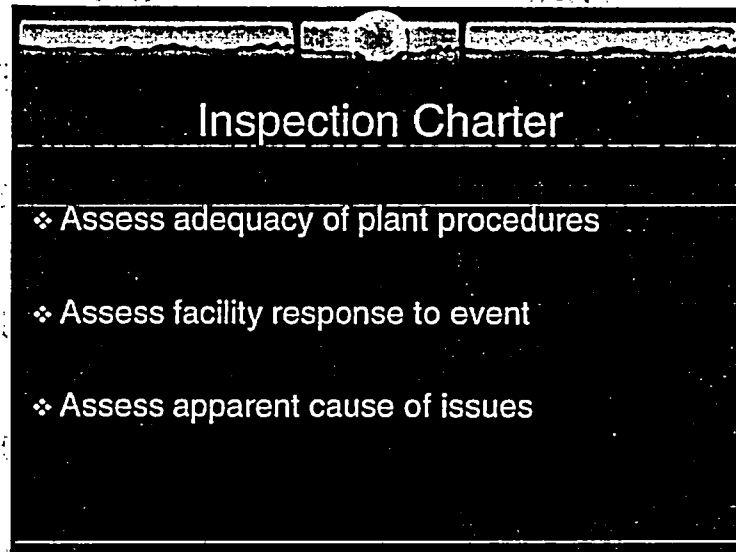 Inspection Charter
❖ Assess adequacy of plant procedures
❖ Assess facility response to event
❖ Assess apparent cause of issues